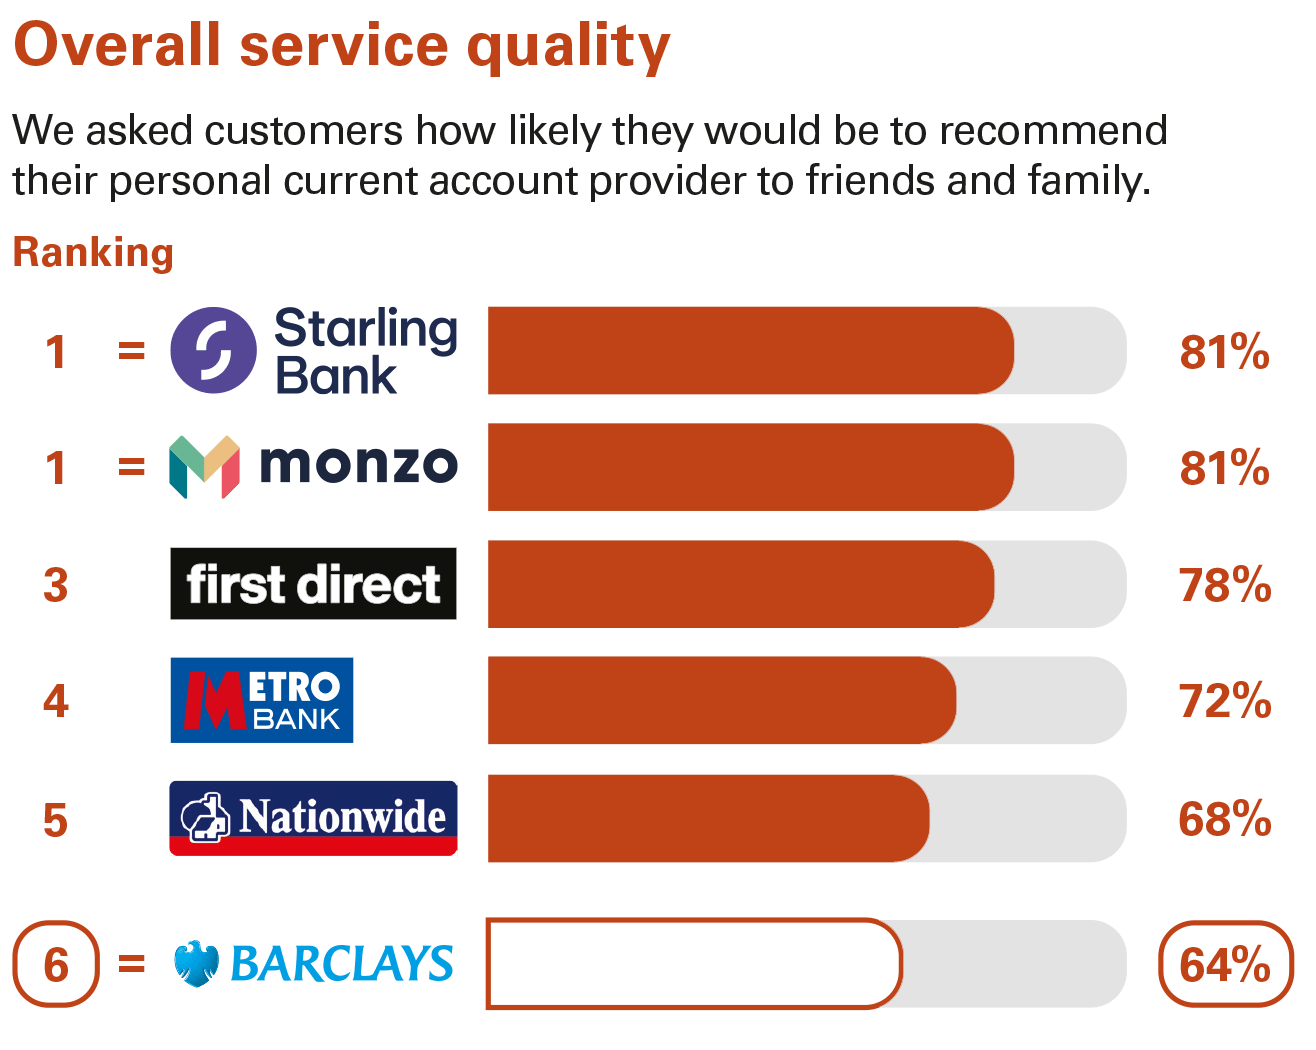 Overall service quality
We asked customers how likely they would be to recommend
their personal current account provider to friends and family.
Ranking
1 = Starling Bank 81%
1 = monzo 81%
3 first direct 78%
4 METRO BANK 72%
5 Nationwide 68%
6 = BARCLAYS 64%